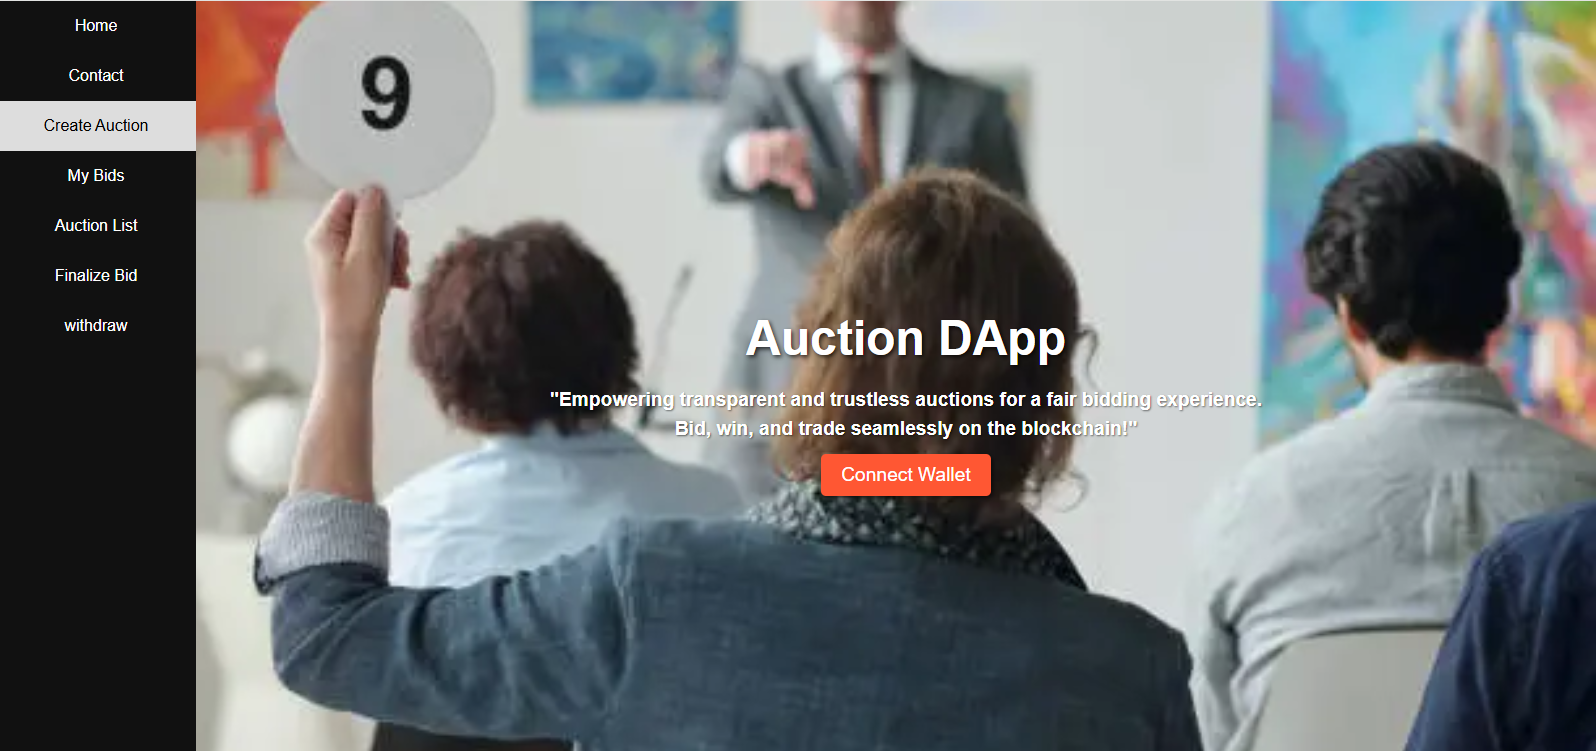 Home
Contact
Create Auction
My Bids
Auction List
Finalize Bid
withdraw
9
Auction DApp
"Empowering transparent and trustless auctions for a fair bidding experience.
Bid, win, and trade seamlessly on the blockchain!"
Connect Wallet